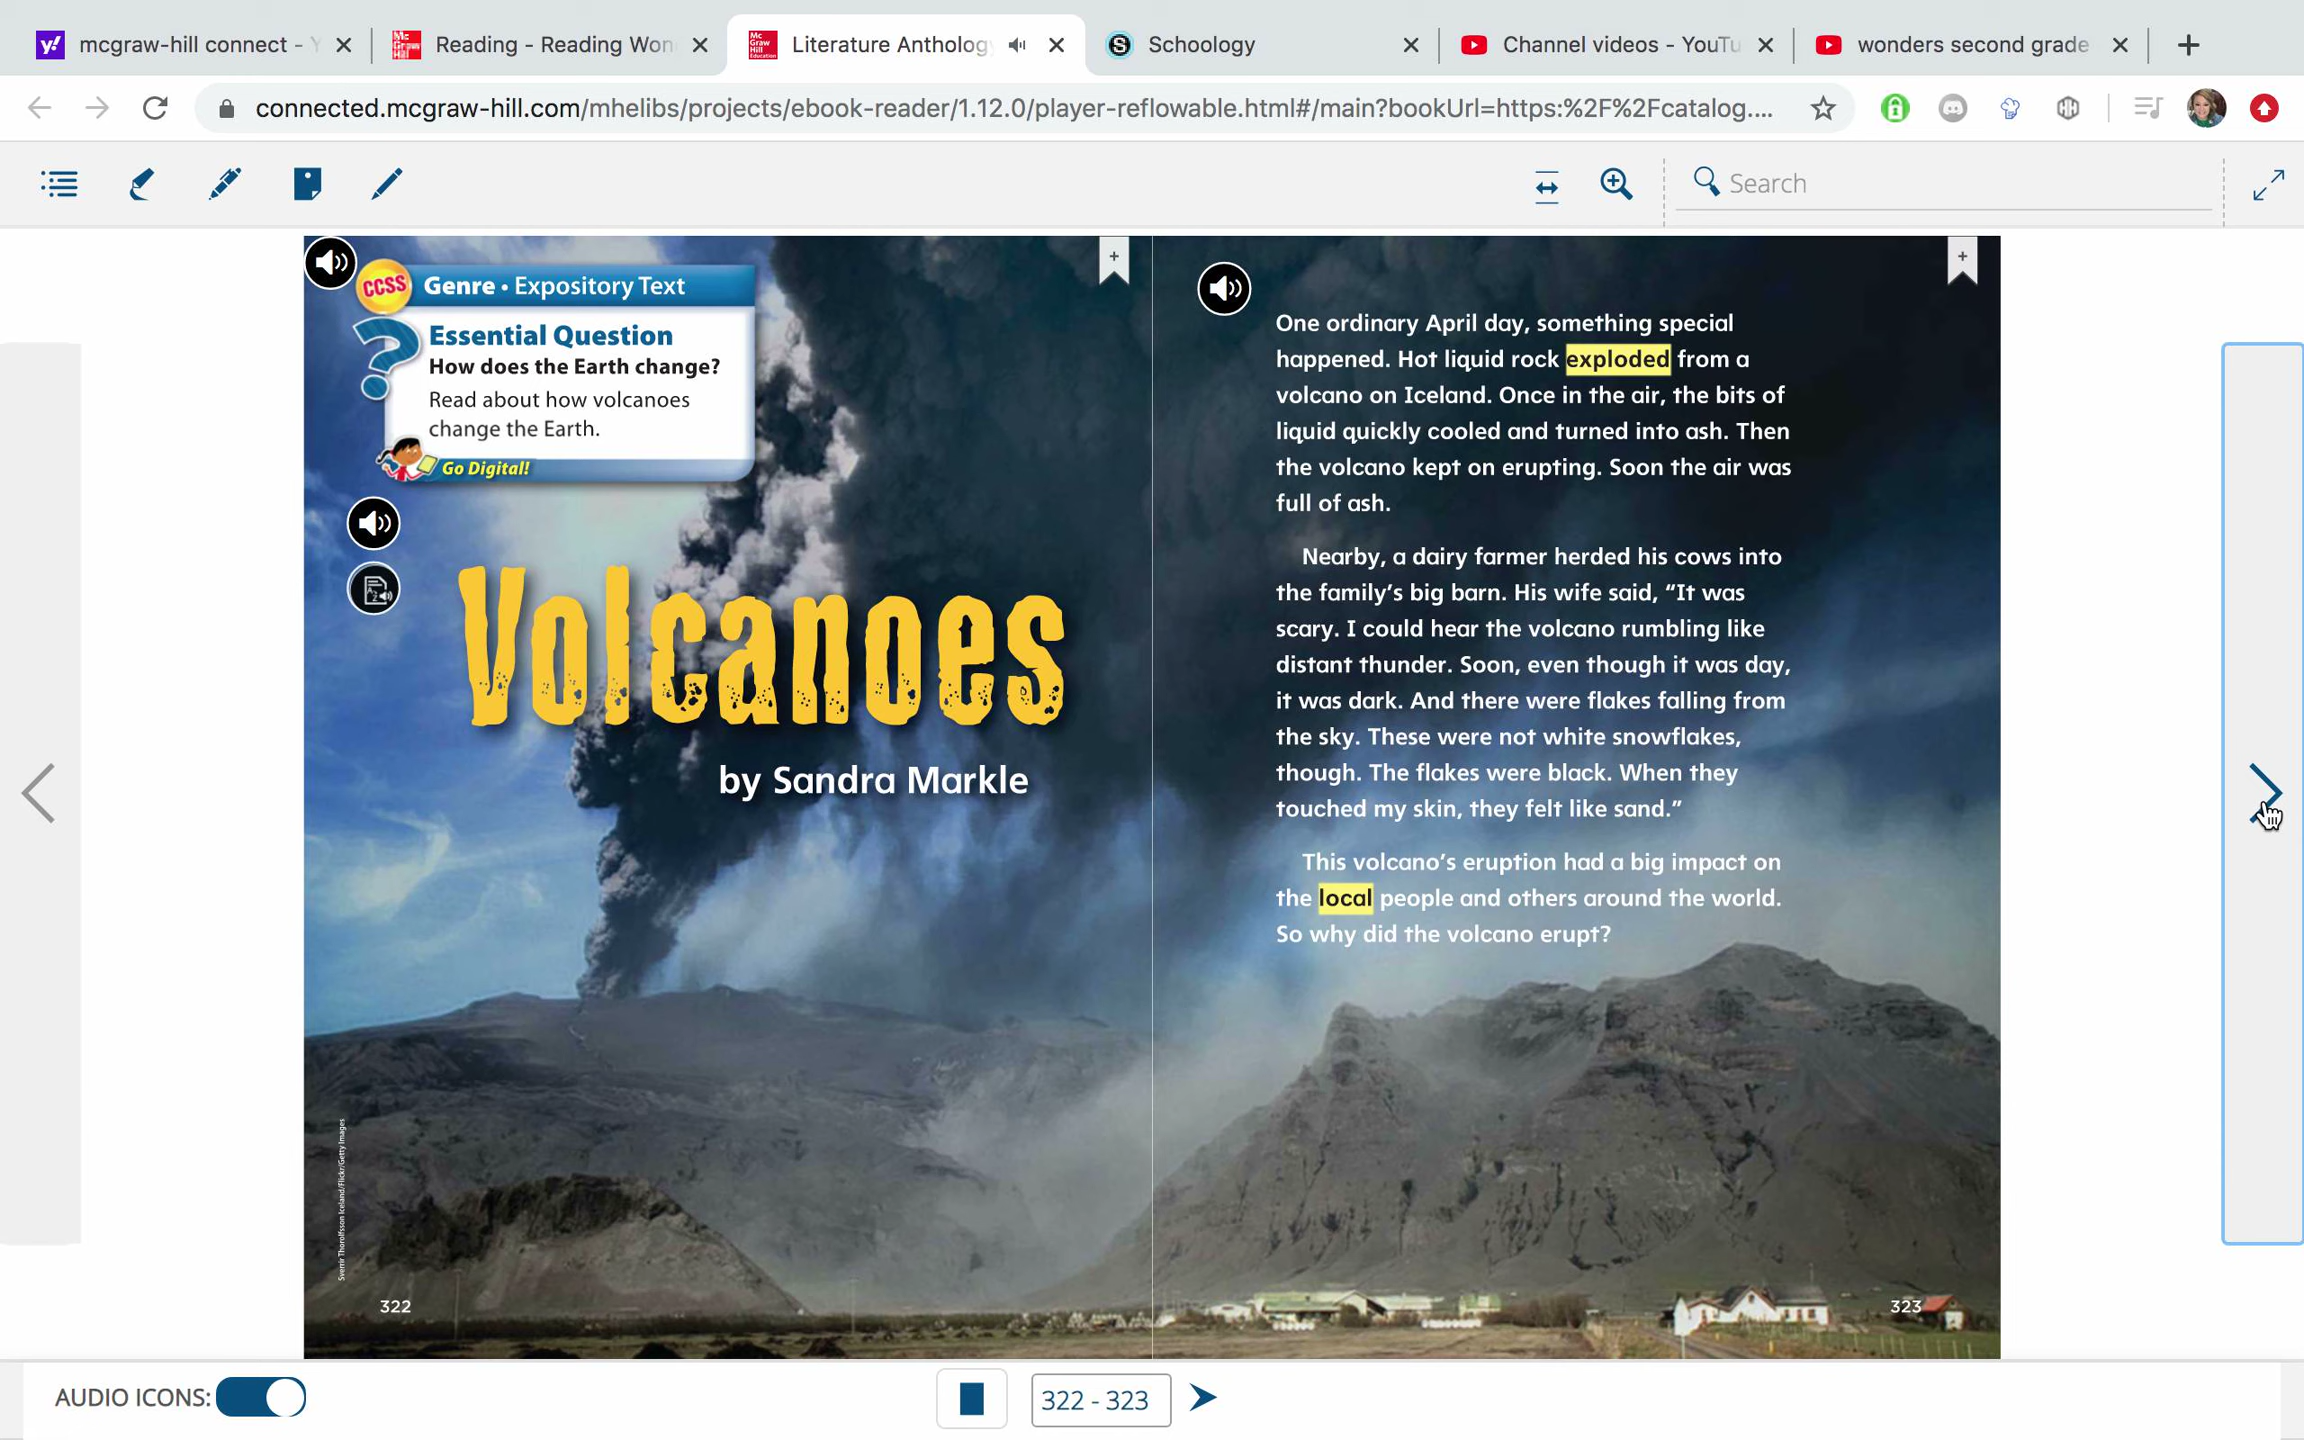 mcgraw-hill connect - Y
Reading - Reading Won
Literature Antholog
Schoology
Channel videos - YouTu
wonders second grade
connected.mcgraw-hill.com/mhelibs/projects/ebook-reader/1.12.0/player-reflowable.html#/main?bookUrl=https:%2F%2Fcatalog....
Search
CCSS
Genre • Expository Text
Essential Question
How does the Earth change?
Read about how volcanoes
change the Earth.
Go Digital!
Volcanoes
by Sandra Markle
Sverrir Thorolfsson Iceland/Flickr/Getty Images
322
One ordinary April day, something special
happened. Hot liquid rock exploded from a
volcano on Iceland. Once in the air, the bits of
liquid quickly cooled and turned into ash. Then
the volcano kept on erupting. Soon the air was
full of ash.
Nearby, a dairy farmer herded his cows into
the family's big barn. His wife said, “It was
scary. I could hear the volcano rumbling like
distant thunder. Soon, even though it was day,
it was dark. And there were flakes falling from
the sky. These were not white snowflakes,
though. The flakes were black. When they
touched my skin, they felt like sand.”
This volcano's eruption had a big impact on
the local people and others around the world.
So why did the volcano erupt?
323
AUDIO ICONS:
322 - 323